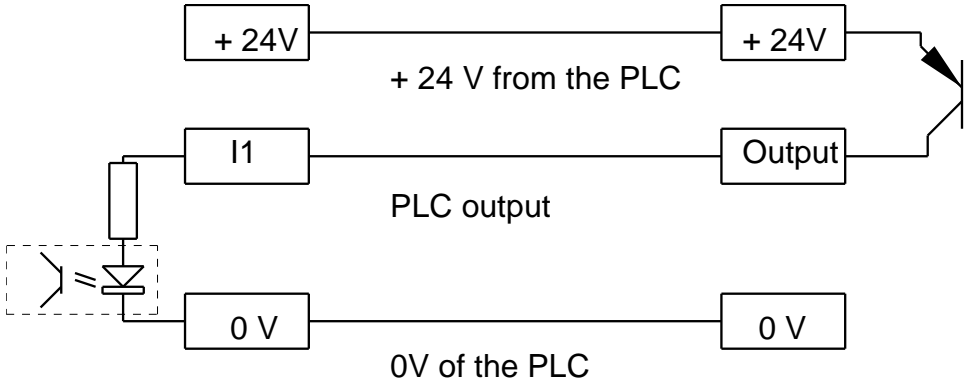 + 24V
+ 24V
+ 24 V from the PLC
I1
Output
PLC output
0 V
0 V
0V of the PLC